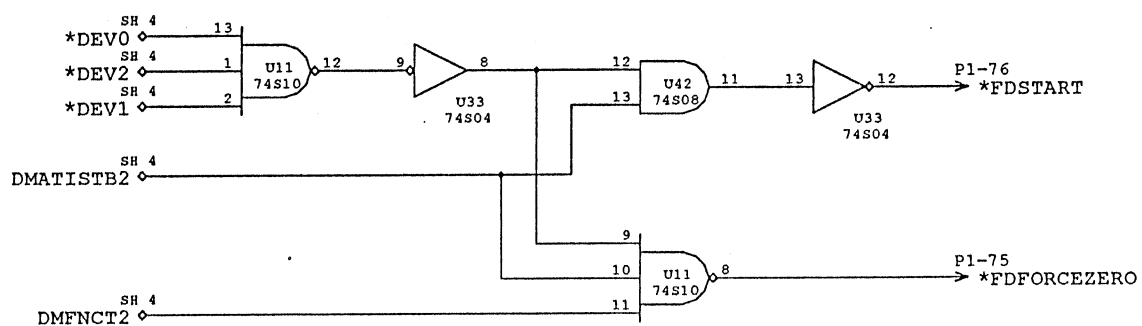 SH 4
*DEV0
13
SH 4
*DEV2
1
U11
74S10
12
9
8
U33
74S04
SH 4
*DEV1
2
12
13
U42
74S08
11
13
12
U33
74S04
P1-76
*FDSTART
SH 4
DMATISTB2
9
10
11
U11
74S10
8
P1-75
*FDFORCEZERO
SH 4
DMFNCT2